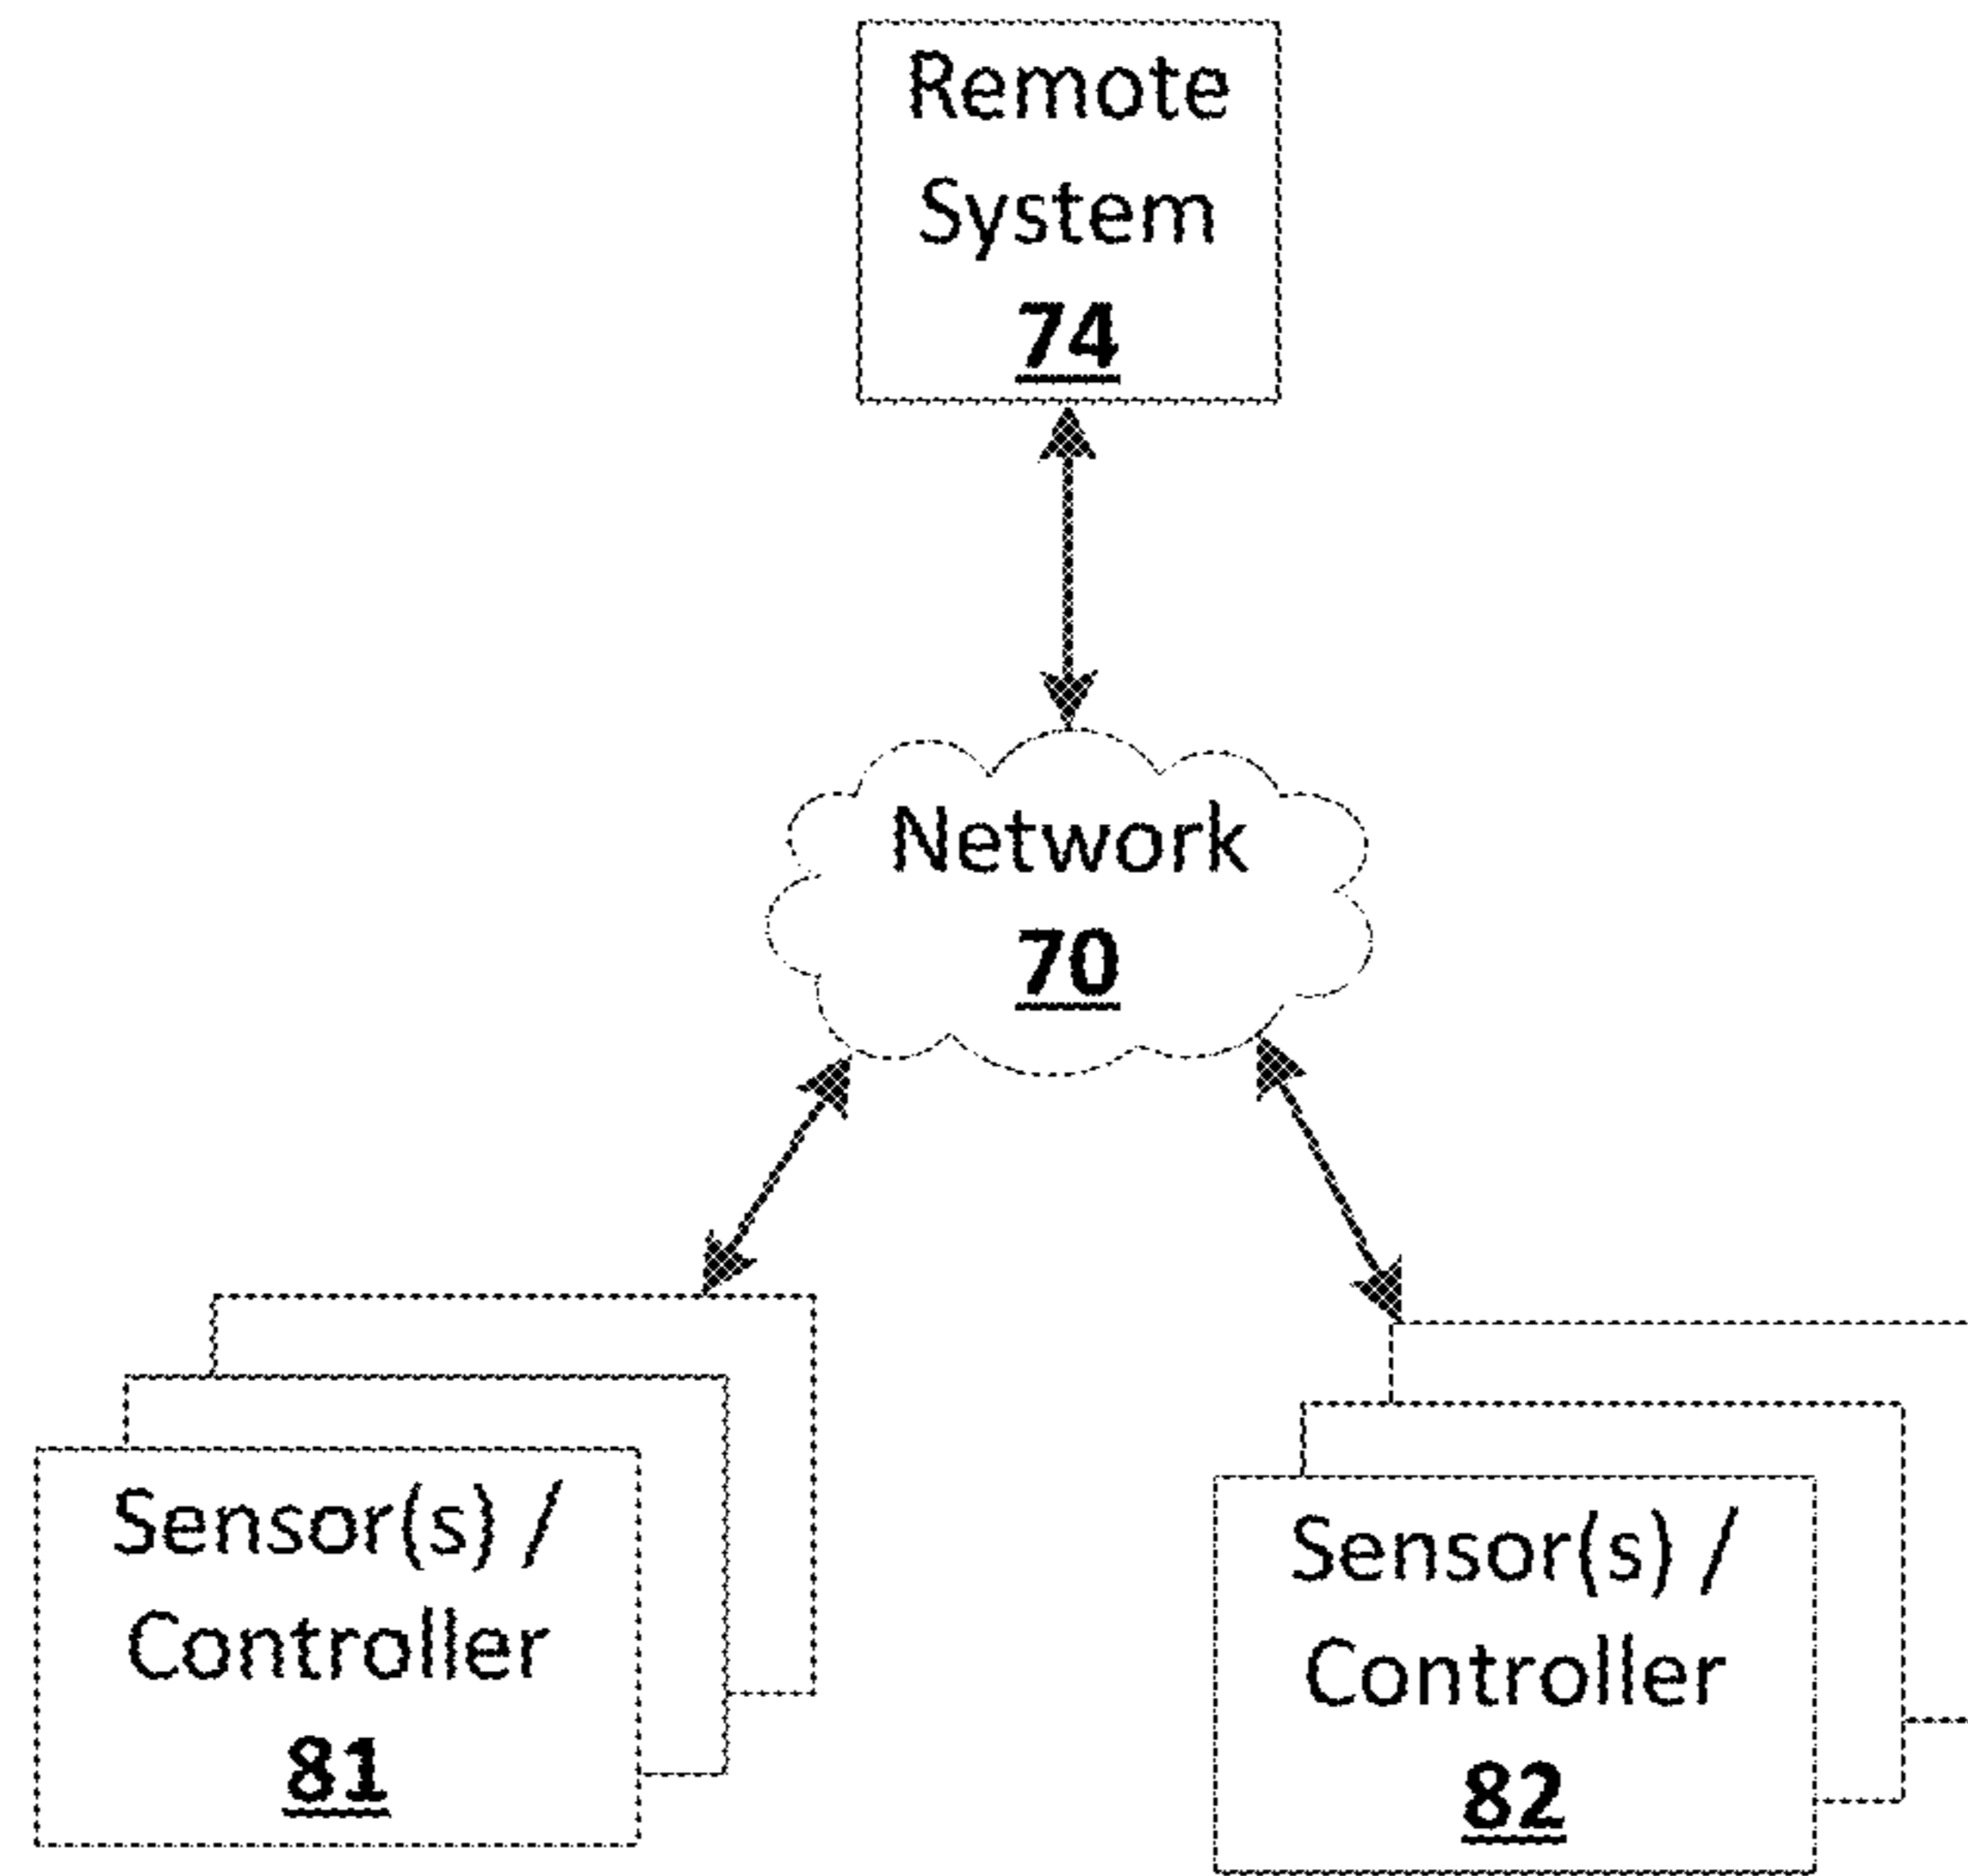 Remote
System
74
Network
70
Sensor(s) /
Controller
81
Sensor(s) /
Controller
82